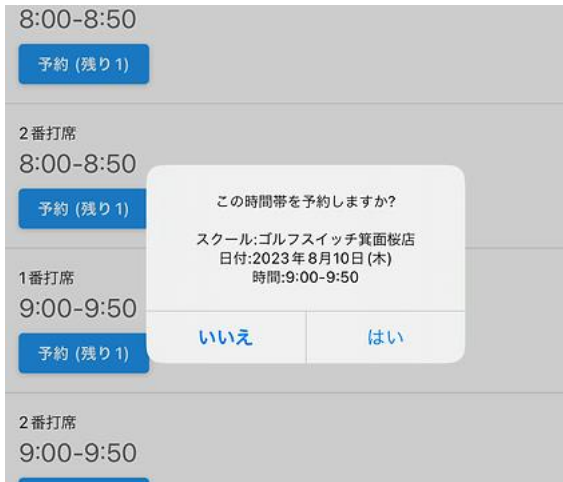 8:00-8:50
予約 (残り 1)
2番打席
8:00-8:50
予約 (残り 1)
この時間帯を予約しますか?
スクール:ゴルフスイッチ箕面桜店
日付:2023年8月10日(木)
時間:9:00-9:50
いいえ
はい
1番打席
9:00-9:50
予約 (残り 1)
2番打席
9:00-9:50